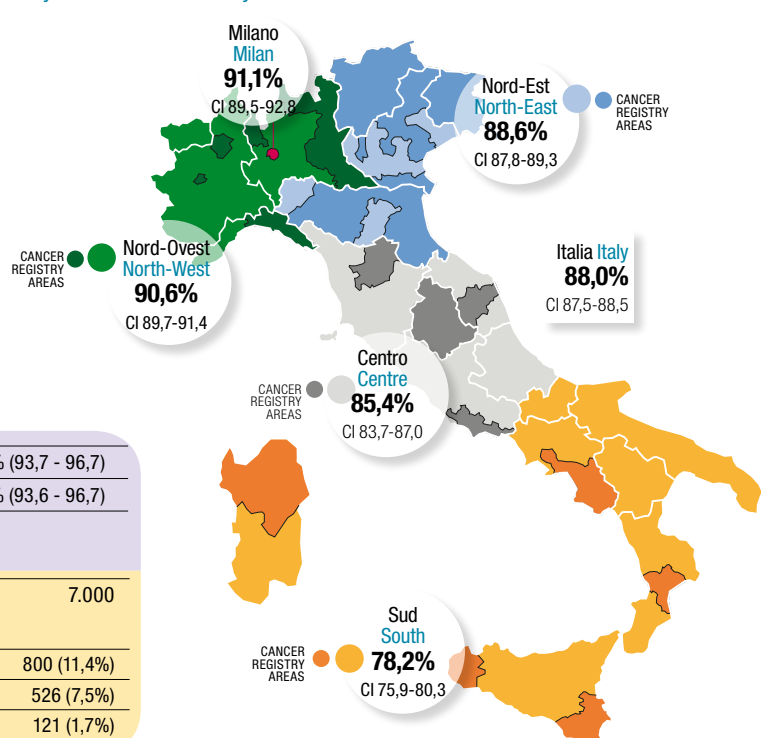 Milano
Milan
91,1%
CI 89,5-92,8
Nord-Est
North-East
88,6%
CI 87,8-89,3
CANCER
REGISTRY
AREAS
CANCER
REGISTRY
AREAS
Nord-Ovest
North-West
90,6%
CI 89,7-91,4
Italia Italy
88,0%
CI 87,5-88,5
CANCER
REGISTRY
AREAS
Centro
Centre
85,4%
CI 83,7-87,0
% (93,7 - 96,7)
% (93,6 - 96,7)
7.000
800 (11,4%)
526 (7,5%)
121 (1,7%)
CANCER
REGISTRY
AREAS
Sud
South
78,2%
CI 75,9-80,3